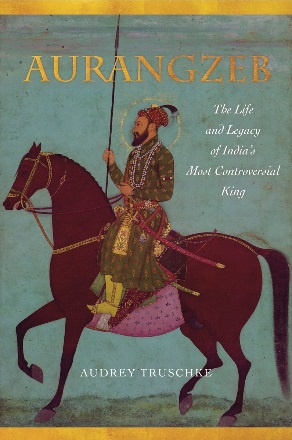 AURANGZEB
The Life
and Legacy
of India's
Most Controversial
King
AUDREY TRUSCHKE